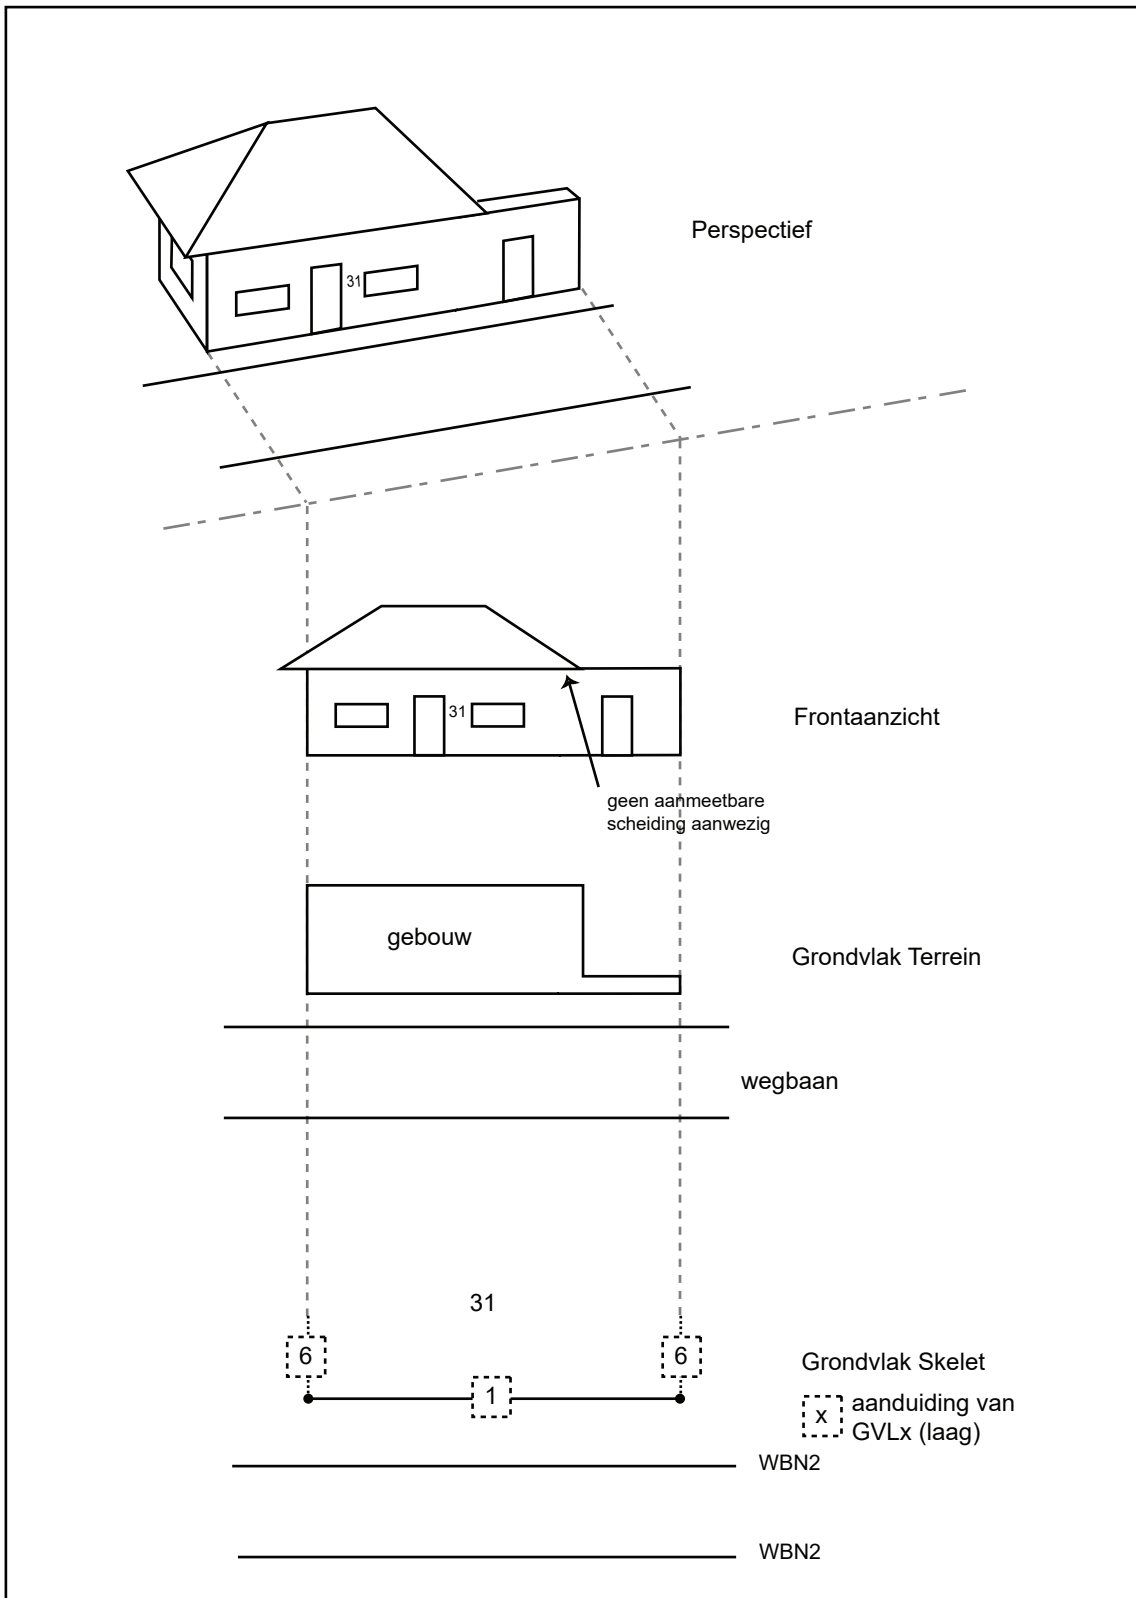 Perspectief
31
Frontaanzicht
31
geen aanmeetbare
scheiding aanwezig
gebouw
Grondvlak Terrein
wegbaan
31
6
6
Grondvlak Skelet
1
x
aanduiding van
GVLx (laag)
WBN2
WBN2